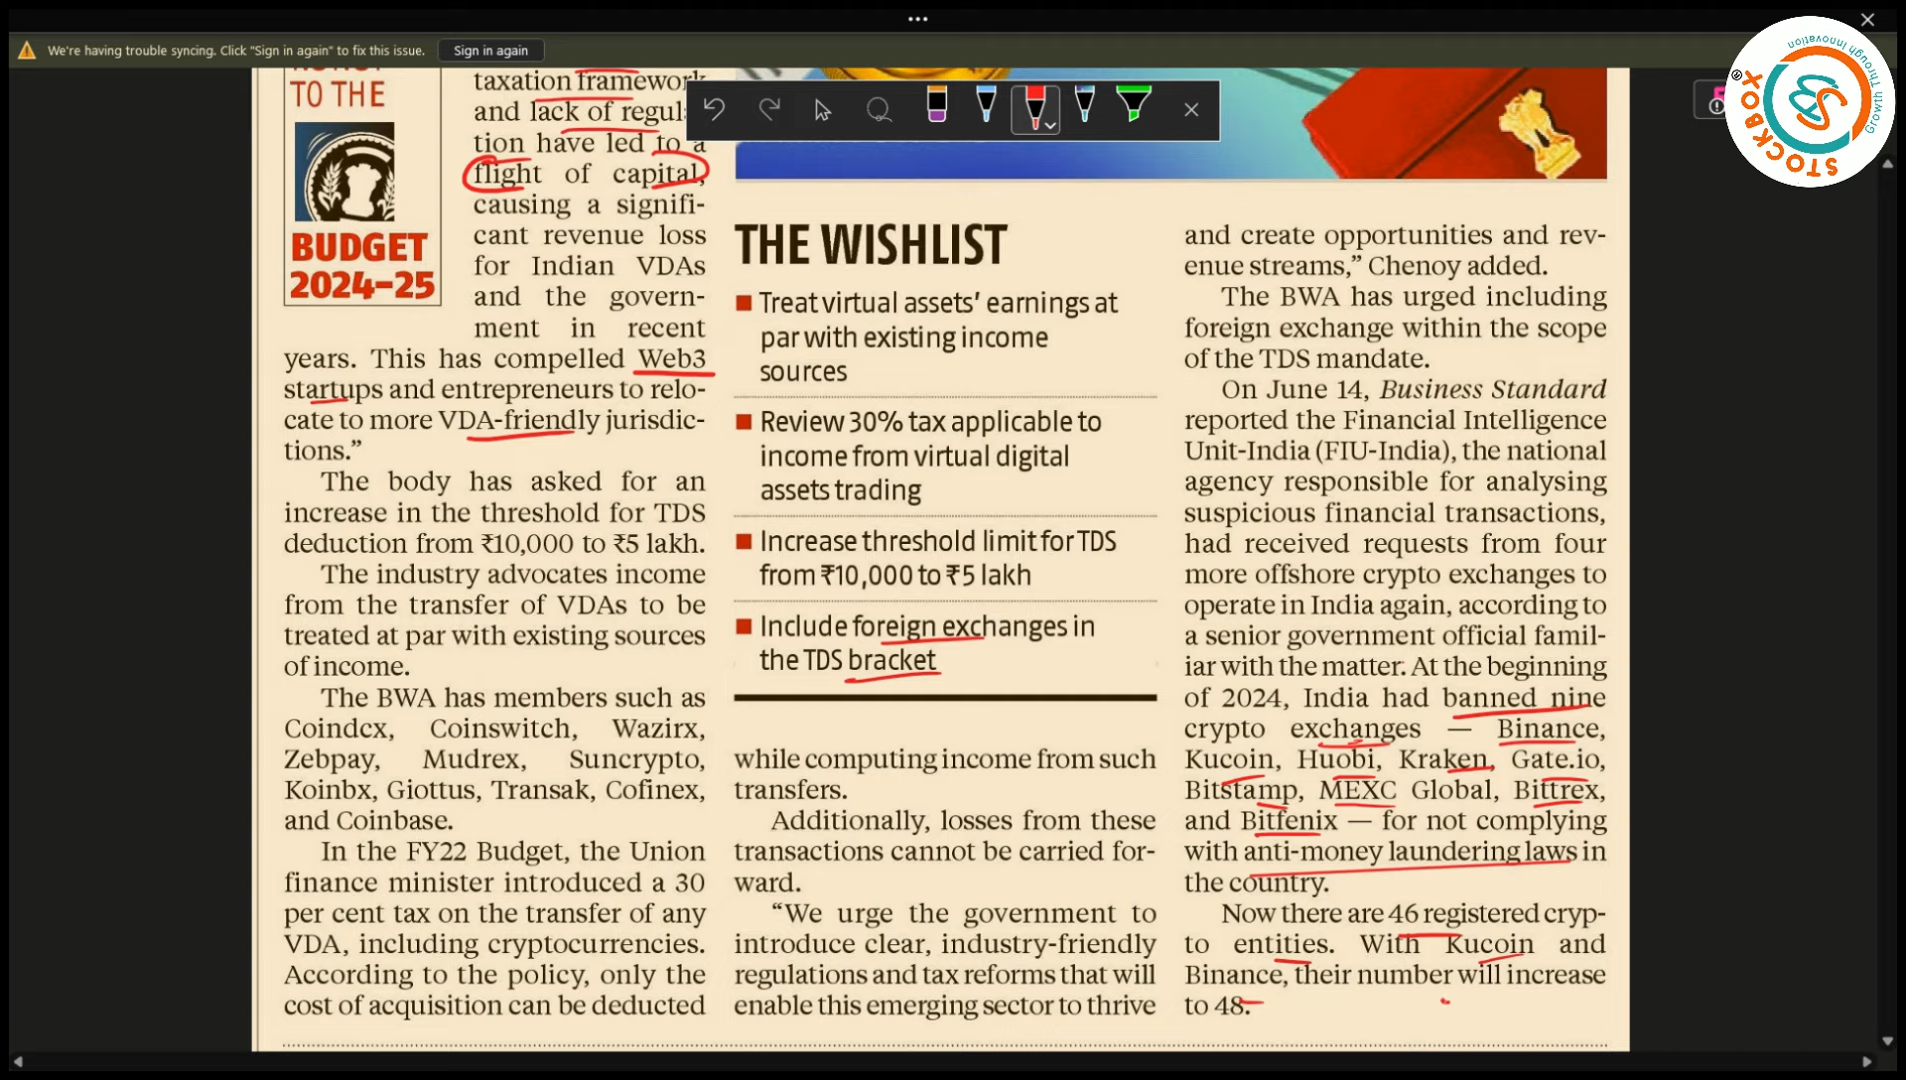 We're having trouble syncing. Click "Sign in again" to fix this issue.
Sign in again
STOCKBOX
®
Growth Through Innovation
TO THE
BUDGET
2024–25
taxation framework
and lack of regul
tion have led to a
flight of capital,
causing a signifi-
cant revenue loss
for Indian VDAs
and the govern-
ment in recent
years. This has compelled Web3
startups and entrepreneurs to relo-
cate to more VDA-friendly jurisdic-
tions.”
The body has asked for an
increase in the threshold for TDS
deduction from ₹10,000 to ₹5 lakh.
The industry advocates income
from the transfer of VDAs to be
treated at par with existing sources
of income.
The BWA has members such as
Coindcx, Coinswitch, Wazirx,
Zebpay, Mudrex, Suncrypto,
Koinbx, Giottus, Transak, Cofinex,
and Coinbase.
In the FY22 Budget, the Union
finance minister introduced a 30
per cent tax on the transfer of any
VDA, including cryptocurrencies.
According to the policy, only the
cost of acquisition can be deducted
THE WISHLIST
Treat virtual assets’ earnings at
par with existing income
sources
Review 30% tax applicable to
income from virtual digital
assets trading
Increase threshold limit for TDS
from ₹10,000 to ₹5 lakh
Include foreign exchanges in
the TDS bracket
while computing income from such
transfers.
Additionally, losses from these
transactions cannot be carried for-
ward.
“We urge the government to
introduce clear, industry-friendly
regulations and tax reforms that will
enable this emerging sector to thrive
and create opportunities and rev-
enue streams,” Chenoy added.
The BWA has urged including
foreign exchange within the scope
of the TDS mandate.
On June 14, Business Standard
reported the Financial Intelligence
Unit-India (FIU-India), the national
agency responsible for analysing
suspicious financial transactions,
had received requests from four
more offshore crypto exchanges to
operate in India again, according to
a senior government official famil-
iar with the matter. At the beginning
of 2024, India had banned nine
crypto exchanges — Binance,
Kucoin, Huobi, Kraken, Gate.io,
Bitstamp, MEXC Global, Bittrex,
and Bitfenix — for not complying
with anti-money laundering laws in
the country.
Now there are 46 registered cryp-
to entities. With Kucoin and
Binance, their number will increase
to 48.